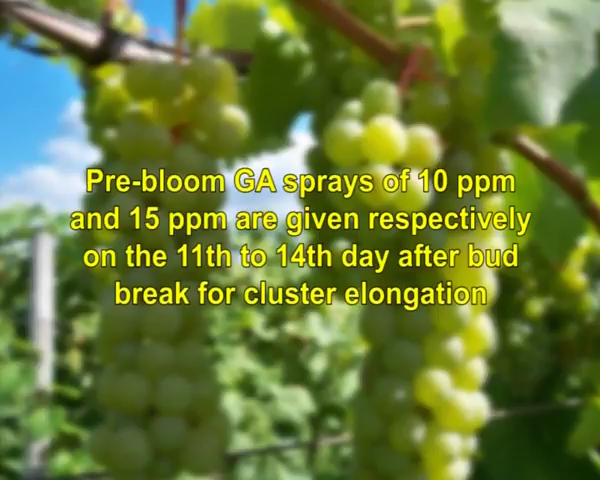 Pre-bloom GA sprays of 10 ppm
and 15 ppm are given respectively
on the 11th to 14th day after bud
break for cluster elongation